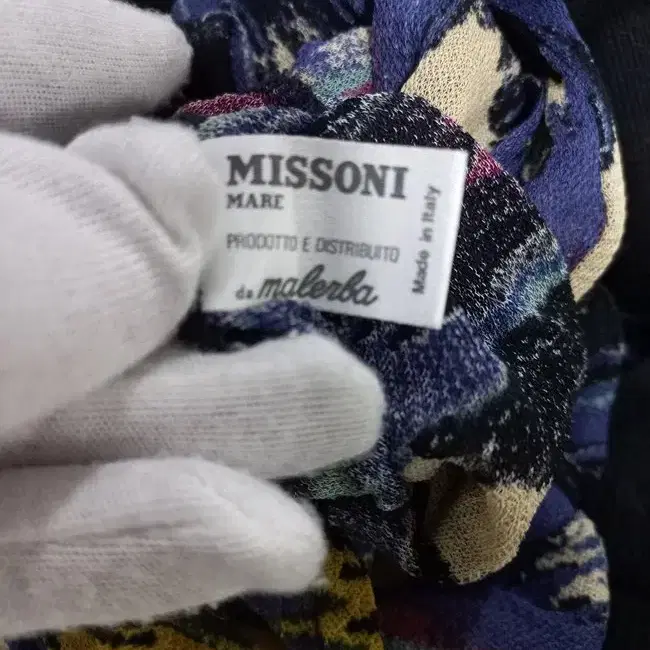 MISSONI
MARE
PRODOTTO E DISTRIBUITO
da malerba
Made in Italy